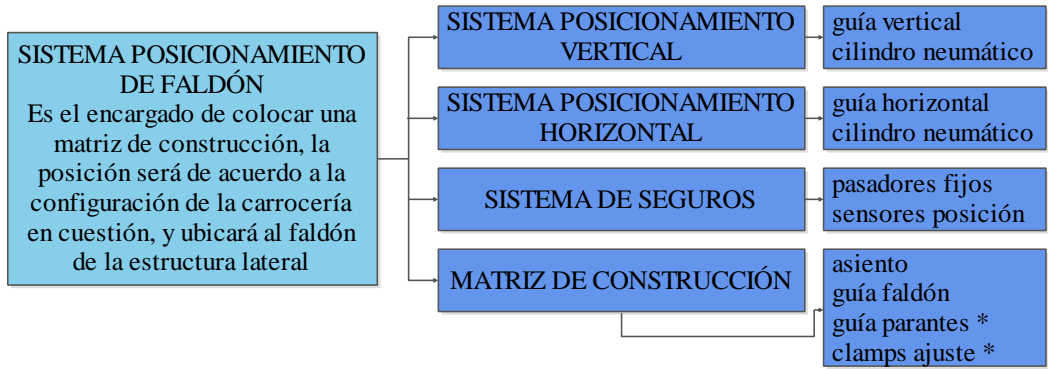 SISTEMA POSICIONAMIENTO
DE FALDÓN
Es el encargado de colocar una
matriz de construcción, la
posición será de acuerdo a la
configuración de la carrocería
en cuestión, y ubicará al faldón
de la estructura lateral
SISTEMA POSICIONAMIENTO
VERTICAL
guía vertical
cilindro neumático
SISTEMA POSICIONAMIENTO
HORIZONTAL
guía horizontal
cilindro neumático
SISTEMA DE SEGUROS
pasadores fijos
sensores posición
MATRIZ DE CONSTRUCCIÓN
asiento
guía faldón
guía parantes *
clamps ajuste *